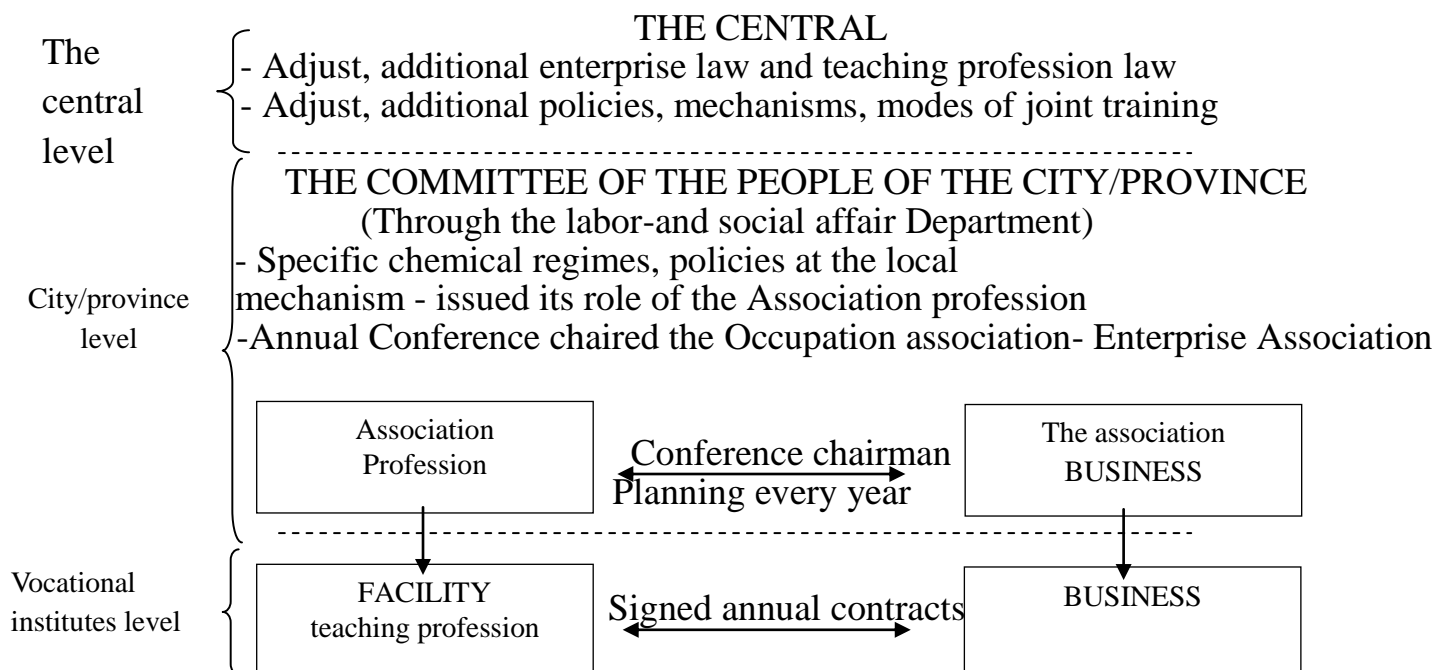 THE CENTRAL
The
central
level
- Adjust, additional enterprise law and teaching profession law
- Adjust, additional policies, mechanisms, modes of joint training
THE COMMITTEE OF THE PEOPLE OF THE CITY/PROVINCE
(Through the labor-and social affair Department)
City/province
level
- Specific chemical regimes, policies at the local
mechanism - issued its role of the Association profession
-Annual Conference chaired the Occupation association- Enterprise Association
Association
Profession
Conference chairman
Planning every year
The association
BUSINESS
Vocational
institutes level
FACILITY
teaching profession
Signed annual contracts
BUSINESS